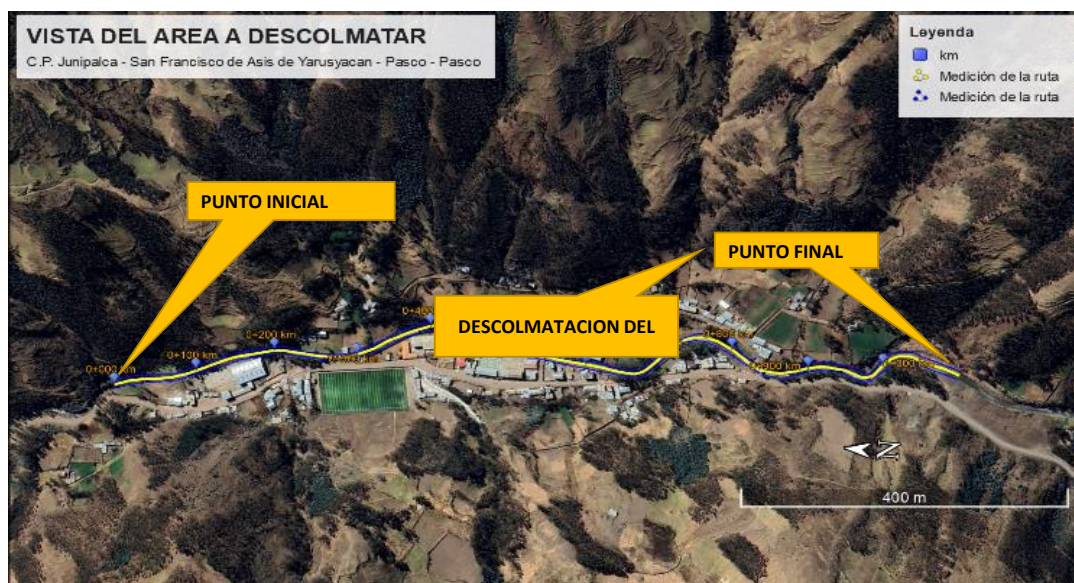 VISTA DEL AREA A DESCOLMATAR
C.P. Junipalca - San Francisco de Asis de Yarusyacan - Pasco - Pasco
Leyenda
km
Medición de la ruta
Medición de la ruta
PUNTO INICIAL
PUNTO FINAL
DESCOLMATACION DEL
0+200 km
0+100 km
0+000 km
N
400 m